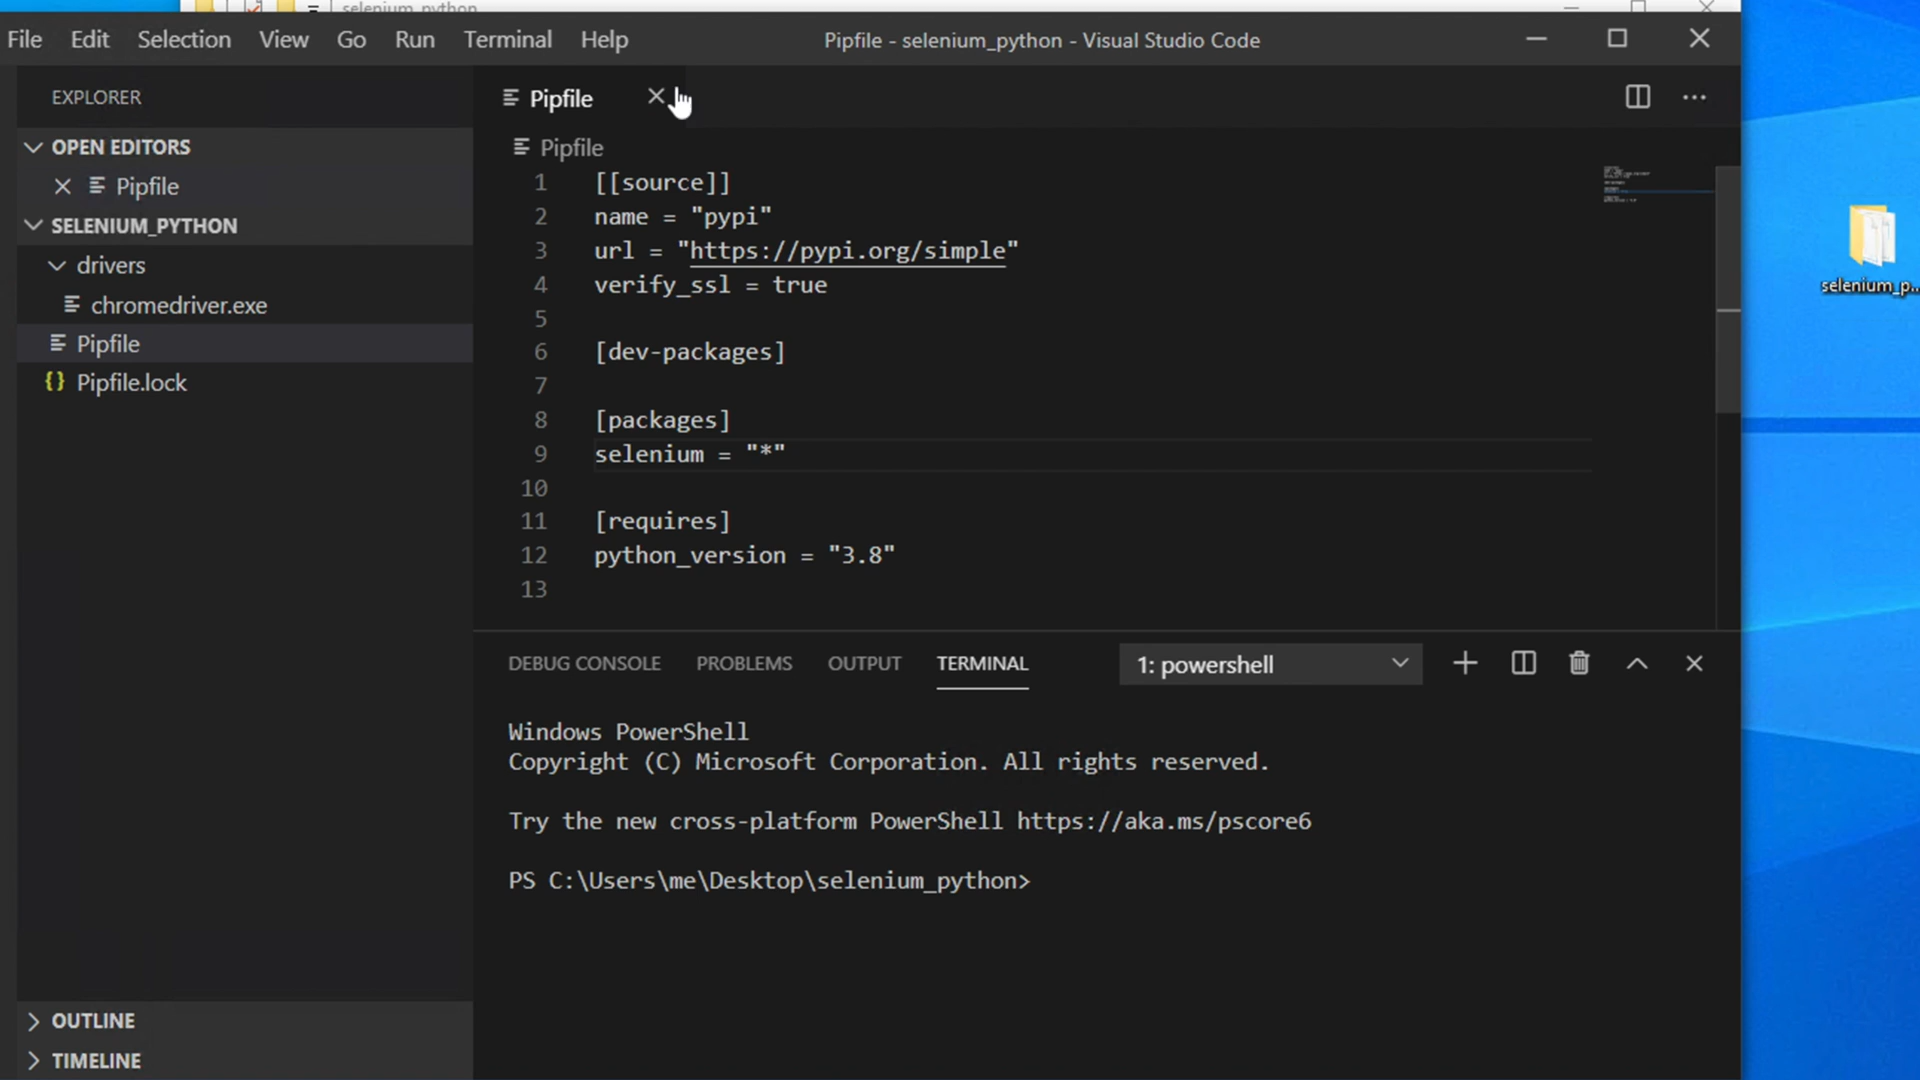 selenium_python
File Edit Selection View Go Run Terminal Help Pipfile - selenium_python - Visual Studio Code
EXPLORER
OPEN EDITORS
Pipfile
SELENIUM_PYTHON
drivers
chromedriver.exe
Pipfile
{} Pipfile.lock
OUTLINE
TIMELINE
Pipfile
Pipfile
1 [[source]]
2 name = "pypi"
3 url = "https://pypi.org/simple"
4 verify_ssl = true
5
6 [dev-packages]
7
8 [packages]
9 selenium = "*"
10
11 [requires]
12 python_version = "3.8"
13
DEBUG CONSOLE PROBLEMS OUTPUT TERMINAL 1: powershell
Windows PowerShell
Copyright (C) Microsoft Corporation. All rights reserved.
Try the new cross-platform PowerShell https://aka.ms/pscore6
PS C:\Users\me\Desktop\selenium_python>
selenium_p...